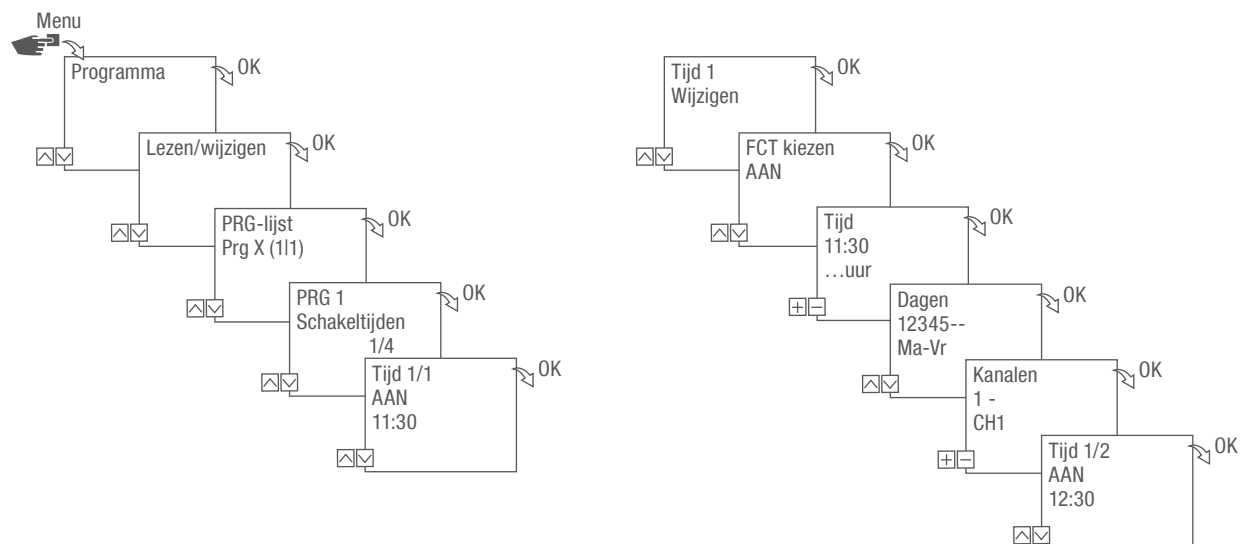 Menu
Programma
OK
Lezen/wijzigen
OK
PRG-lijst
Prg X (1|1)
OK
PRG 1
Schakeltijden
1/4
OK
Tijd 1/1
AAN
11:30
OK
Tijd 1
Wijzigen
OK
FCT kiezen
AAN
OK
Tijd
11:30
…uur
OK
Dagen
12345--
Ma-Vr
OK
Kanalen
1 -
CH1
OK
Tijd 1/2
AAN
12:30
OK